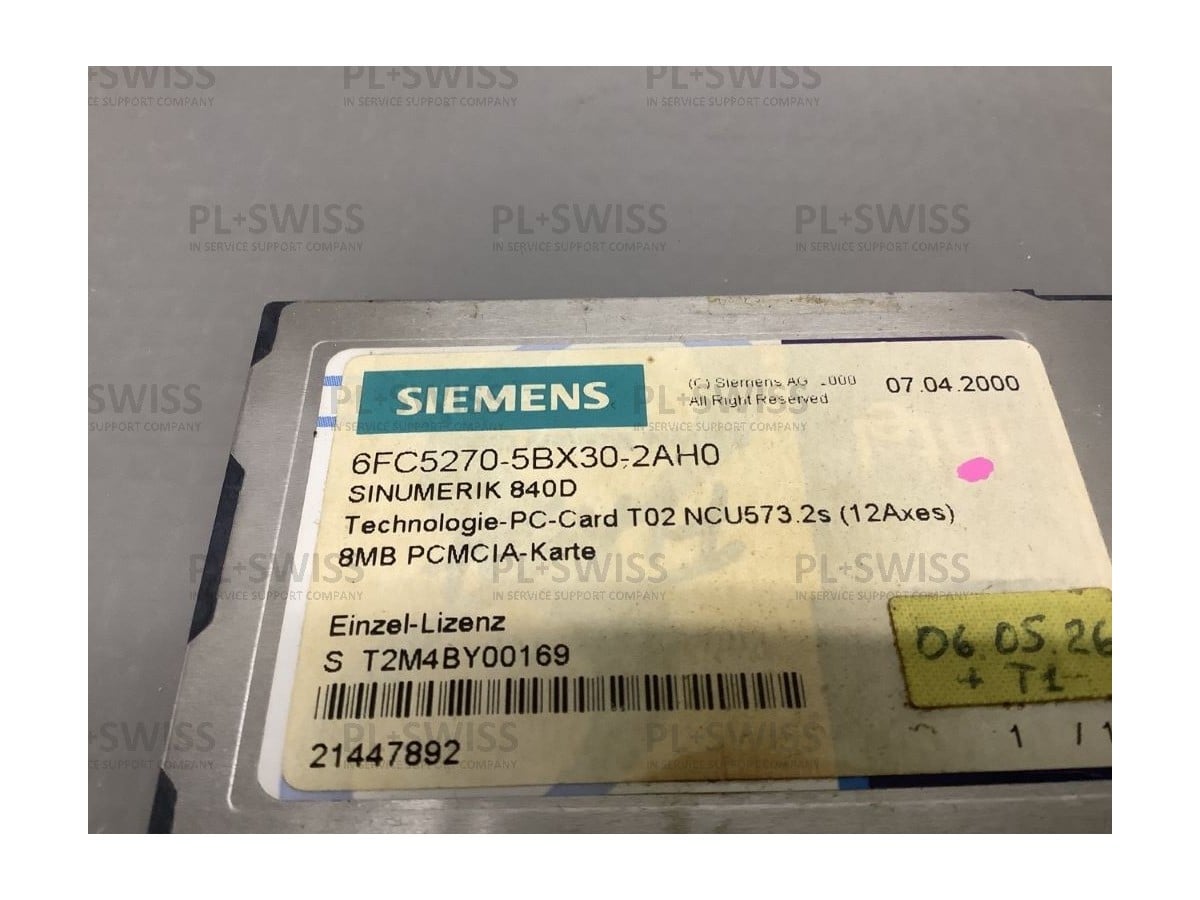 SIEMENS
(C) Siemens AG 2000
All Right Reserved
07.04.2000
6FC5270-5BX30-2AH0
SINUMERIK 840D
Technologie-PC-Card T02 NCU573.2s (12Axes)
8MB PCMCIA-Karte
Einzel-Lizenz
S T2M4BY00169
21447892
06.05.26
+ T1-
1 / 1
PL+SWISS
IN SERVICE SUPPORT COMPANY